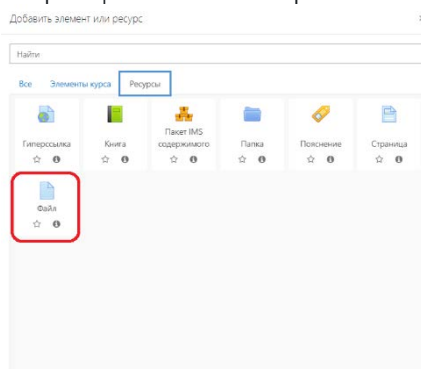 Добавить элемент или ресурс
Найти
Все Элементы курса Ресурсы
Гиперссылка Книга Пакет IMS содержимого Папка Пояснение Страница
Файл